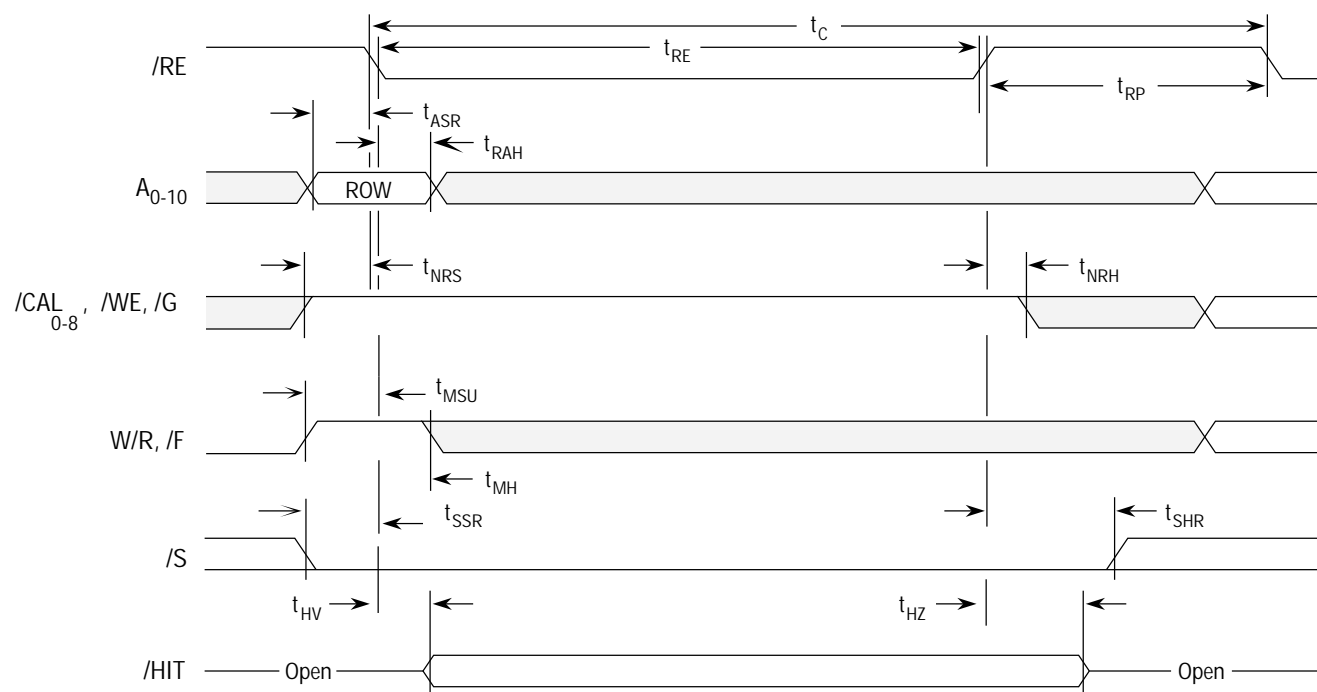 t_C
/RE
t_RE
t_RP
t_ASR
t_RAH
A_0-10
ROW
t_NRS
t_NRH
/CAL_0-8, /WE, /G
t_MSU
W/R, /F
t_MH
t_SSR
t_SHR
/S
t_HV
t_HZ
/HIT
Open
Open